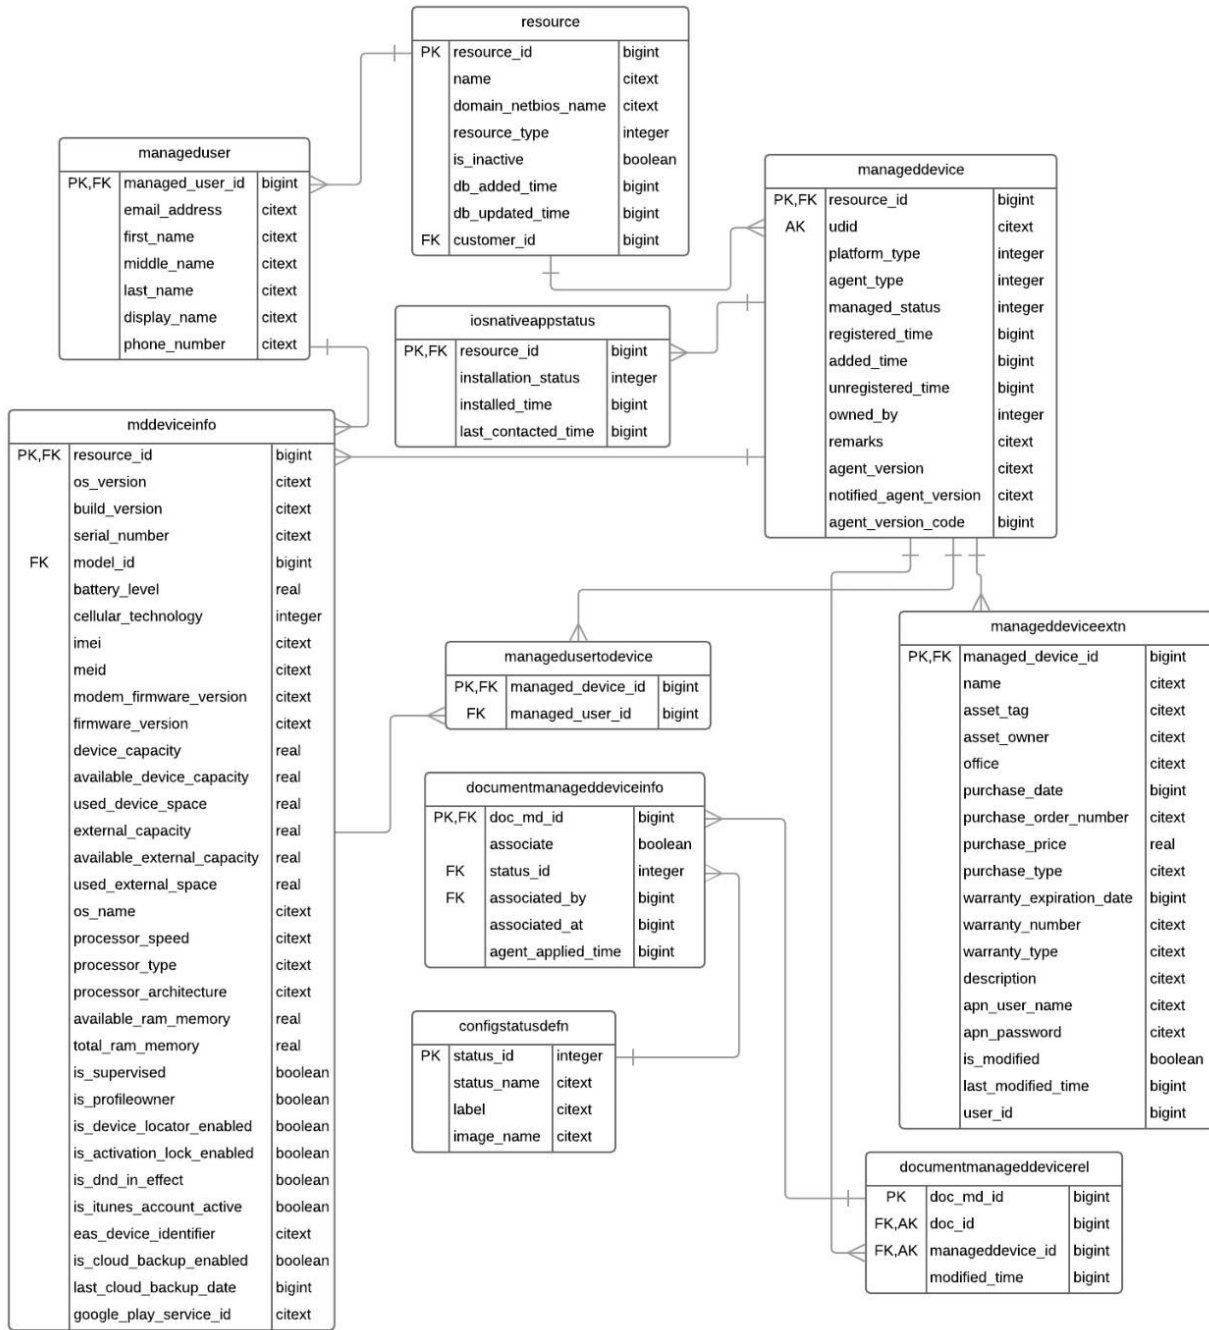 resource
PK resource_id bigint
name citext
domain_netbios_name citext
resource_type integer
is_inactive boolean
db_added_time bigint
db_updated_time bigint
FK customer_id bigint
manageduser
PK,FK managed_user_id bigint
email_address citext
first_name citext
middle_name citext
last_name citext
display_name citext
phone_number citext
manageddevice
PK,FK resource_id bigint
AK udid citext
platform_type integer
agent_type integer
managed_status integer
registered_time bigint
added_time bigint
unregistered_time bigint
owned_by integer
remarks citext
agent_version citext
notified_agent_version citext
agent_version_code bigint
iosnativeappstatus
PK,FK resource_id bigint
installation_status integer
installed_time bigint
last_contacted_time bigint
mddeviceinfo
PK,FK resource_id bigint
os_version citext
build_version citext
serial_number citext
FK model_id bigint
battery_level real
cellular_technology integer
imei citext
meid citext
modem_firmware_version citext
firmware_version citext
device_capacity real
available_device_capacity real
used_device_space real
external_capacity real
available_external_capacity real
used_external_space real
os_name citext
processor_speed citext
processor_type citext
processor_architecture citext
available_ram_memory real
total_ram_memory real
is_supervised boolean
is_profileowner boolean
is_device_locator_enabled boolean
is_activation_lock_enabled boolean
is_dnd_in_effect boolean
is_itunes_account_active boolean
eas_device_identifier citext
is_cloud_backup_enabled boolean
last_cloud_backup_date bigint
google_play_service_id citext
managedusertodevice
PK,FK managed_device_id bigint
FK managed_user_id bigint
manageddeviceextn
PK,FK managed_device_id bigint
name citext
asset_tag citext
asset_owner citext
office citext
purchase_date bigint
purchase_order_number citext
purchase_price real
purchase_type citext
warranty_expiration_date bigint
warranty_number citext
warranty_type citext
description citext
apn_user_name citext
apn_password citext
is_modified boolean
last_modified_time bigint
user_id bigint
documentmanageddeviceinfo
PK,FK doc_md_id bigint
associate boolean
FK status_id integer
FK associated_by bigint
associated_at bigint
agent_applied_time bigint
configstatusdefn
PK status_id integer
status_name citext
label citext
image_name citext
documentmanageddevicerel
PK doc_md_id bigint
FK,AK doc_id bigint
FK,AK manageddevice_id bigint
modified_time bigint